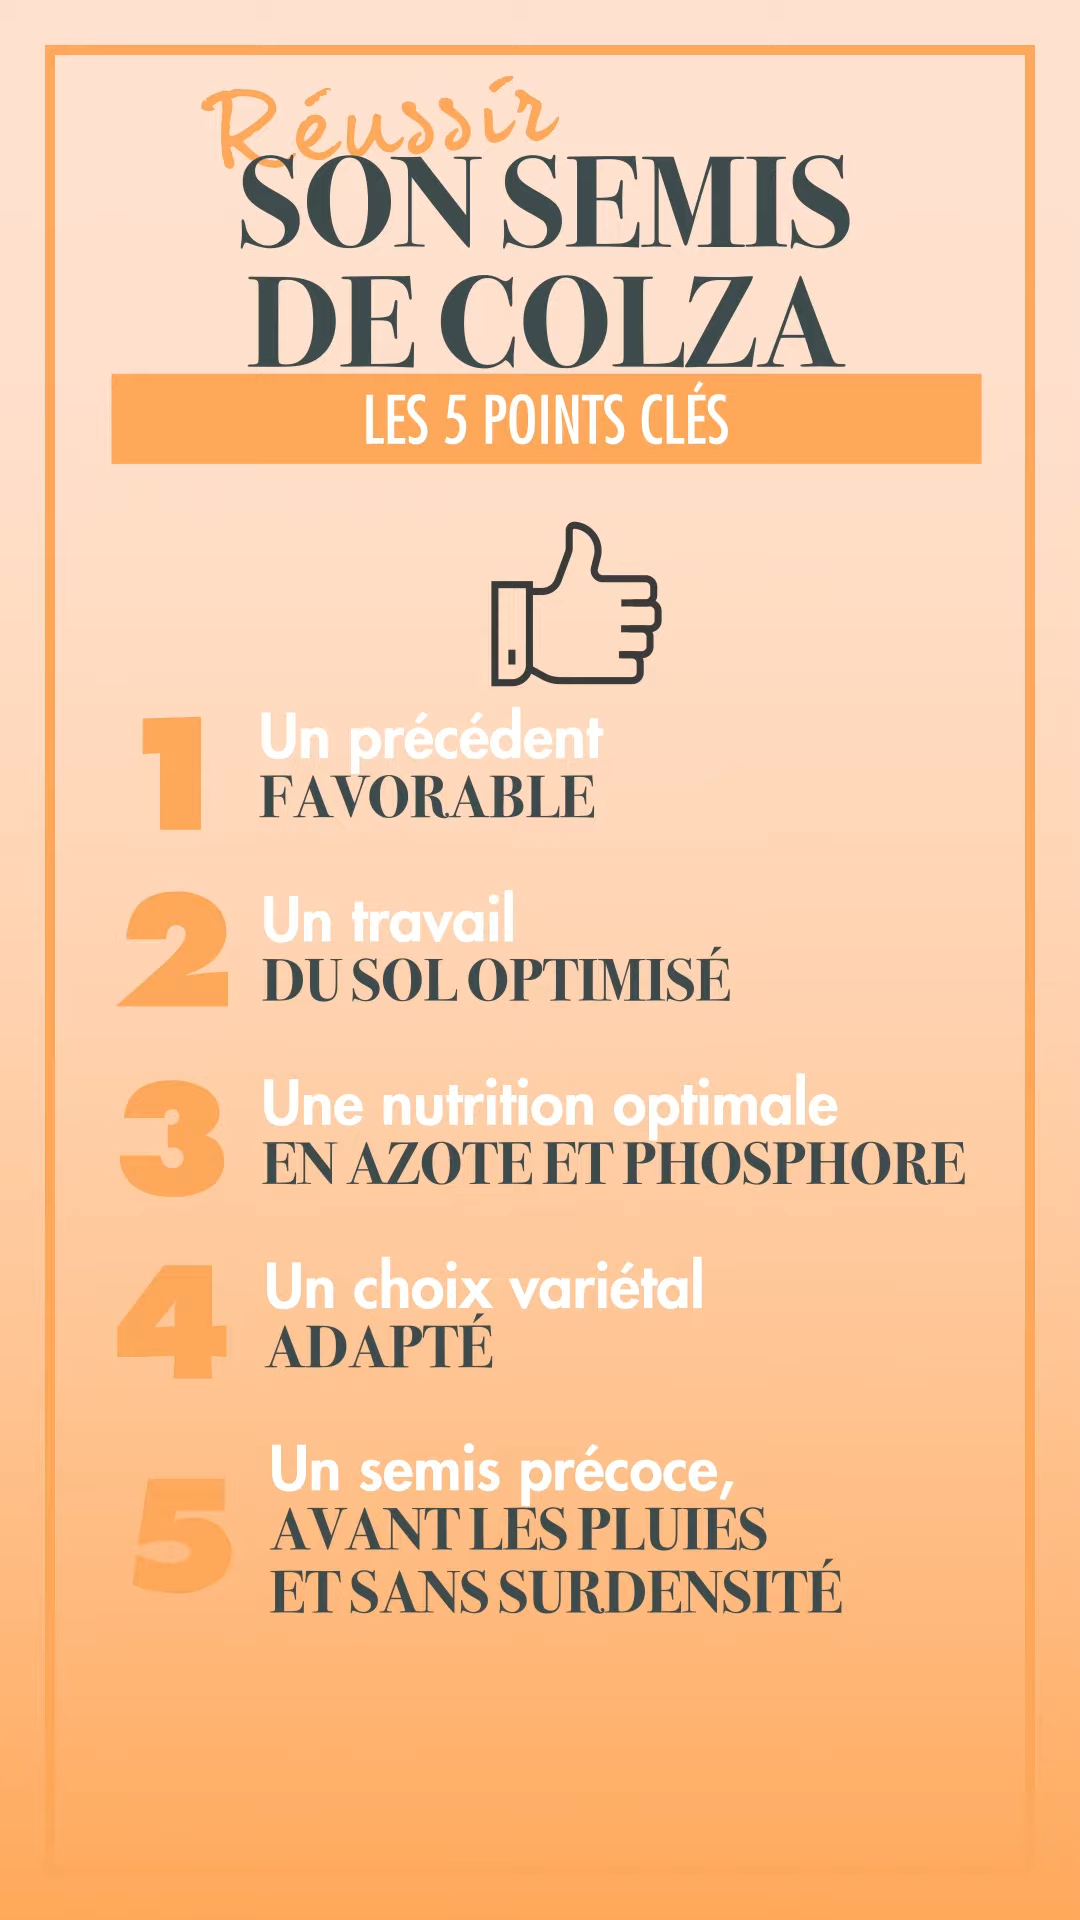 Réussir
SON SEMIS
DE COLZA
LES 5 POINTS CLÉS
1
Un précédent
FAVORABLE
2
Un travail
DU SOL OPTIMISÉ
3
Une nutrition optimale
EN AZOTE ET PHOSPHORE
4
Un choix variétal
ADAPTÉ
5
Un semis précoce,
AVANT LES PLUIES
ET SANS SURDENSITÉ